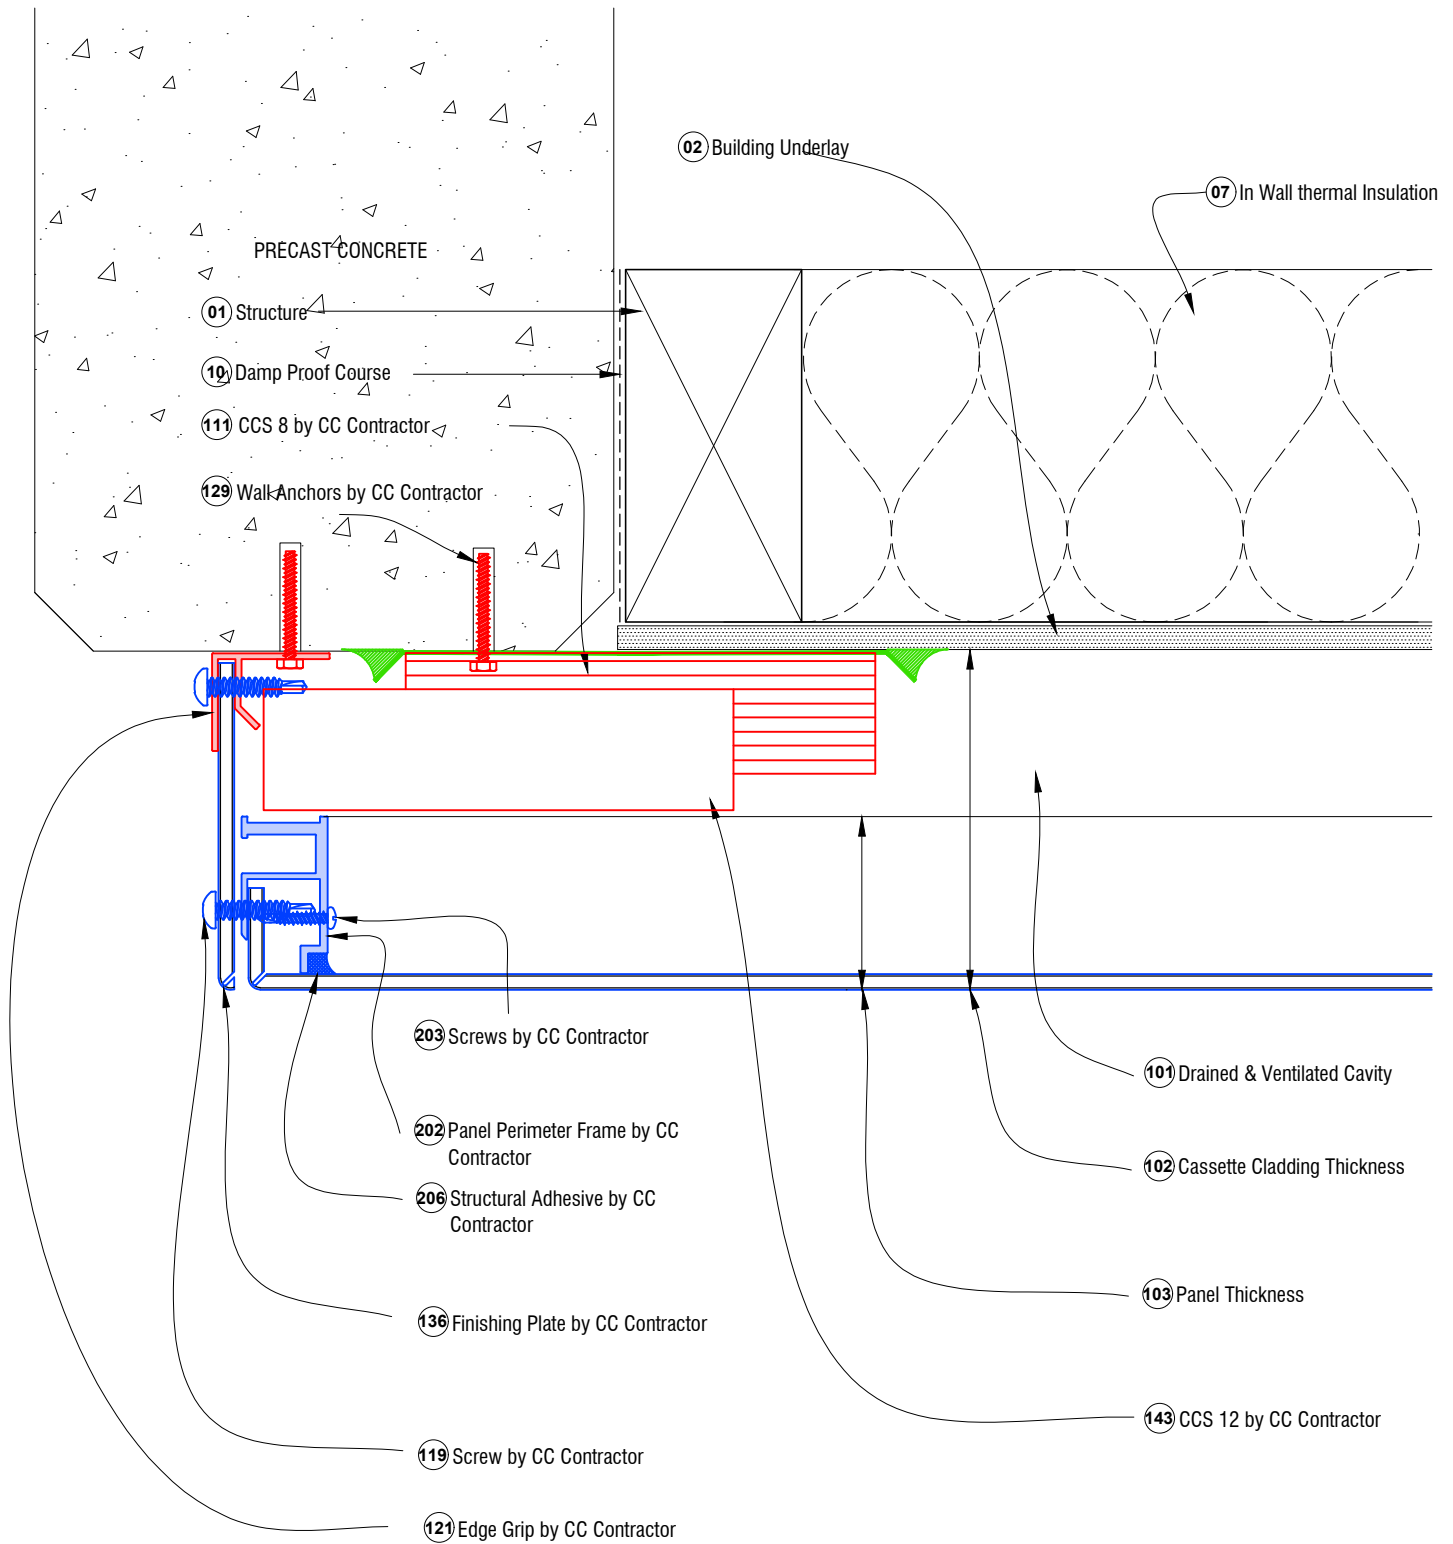 02 Building Underlay
07 In Wall thermal Insulation
PRECAST CONCRETE
01 Structure
10 Damp Proof Course
111 CCS 8 by CC Contractor
129 Wall Anchors by CC Contractor
203 Screws by CC Contractor
101 Drained & Ventilated Cavity
202 Panel Perimeter Frame by CC
Contractor
102 Cassette Cladding Thickness
206 Structural Adhesive by CC
Contractor
103 Panel Thickness
136 Finishing Plate by CC Contractor
143 CCS 12 by CC Contractor
119 Screw by CC Contractor
121 Edge Grip by CC Contractor